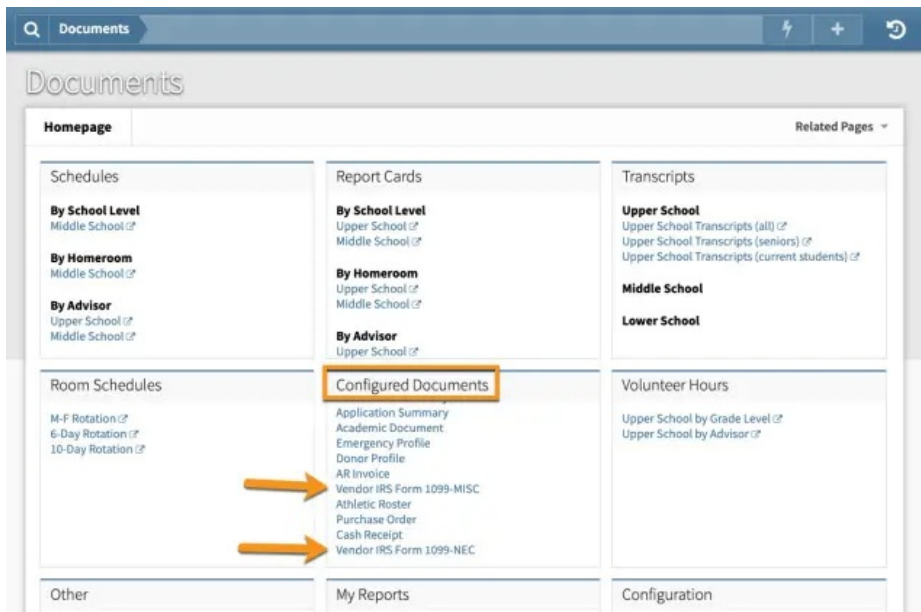 Documents
Documents
Homepage
Related Pages
Schedules
By School Level
Middle School
By Homeroom
Middle School
By Advisor
Upper School
Middle School
Report Cards
By School Level
Upper School
Middle School
By Homeroom
Upper School
Middle School
By Advisor
Upper School
Transcripts
Upper School
Upper School Transcripts (all)
Upper School Transcripts (seniors)
Upper School Transcripts (current students)
Middle School
Lower School
Room Schedules
M-F Rotation
6-Day Rotation
10-Day Rotation
Configured Documents
Application Summary
Academic Document
Emergency Profile
Donor Profile
AR Invoice
Vendor IRS Form 1099-MISC
Athletic Roster
Purchase Order
Cash Receipt
Vendor IRS Form 1099-NEC
Volunteer Hours
Upper School by Grade Level
Upper School by Advisor
Other
My Reports
Configuration